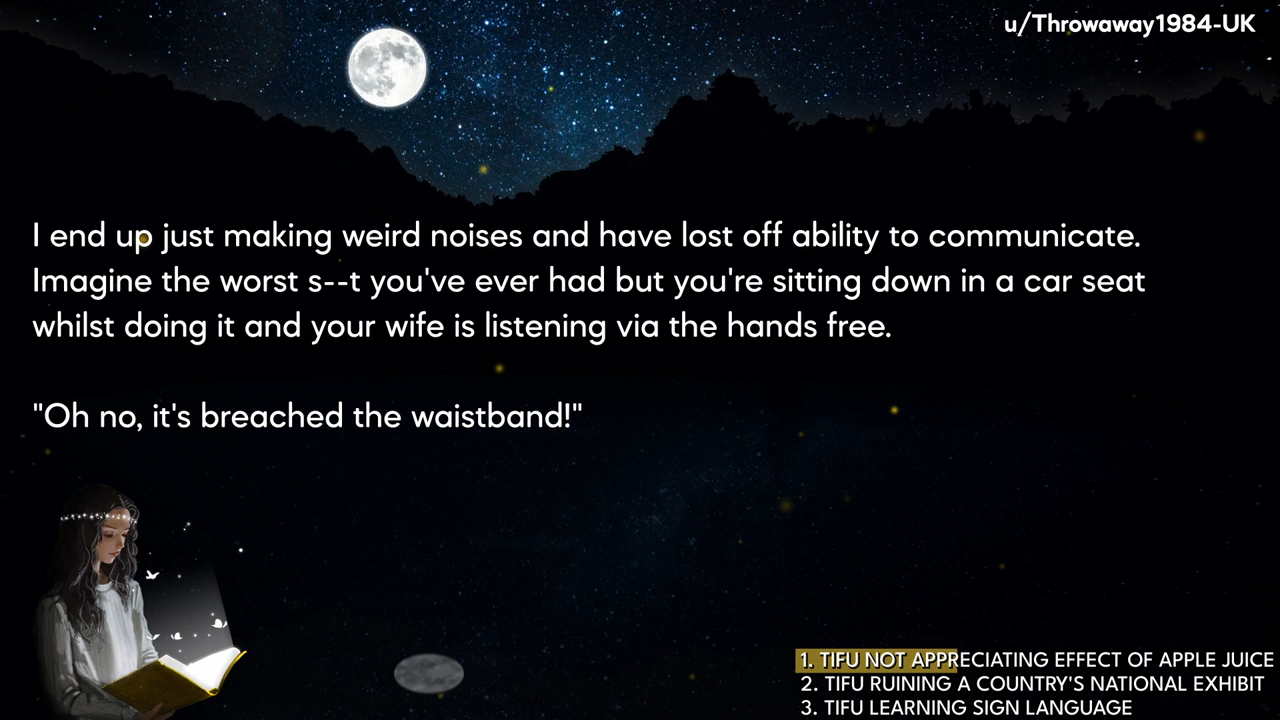 u/Throwaway1984-UK
I end up just making weird noises and have lost off ability to communicate.
Imagine the worst s--t you've ever had but you're sitting down in a car seat
whilst doing it and your wife is listening via the hands free.
"Oh no, it's breached the waistband!"
1. TIFU NOT APPRECIATING EFFECT OF APPLE JUICE
2. TIFU RUINING A COUNTRY'S NATIONAL EXHIBIT
3. TIFU LEARNING SIGN LANGUAGE